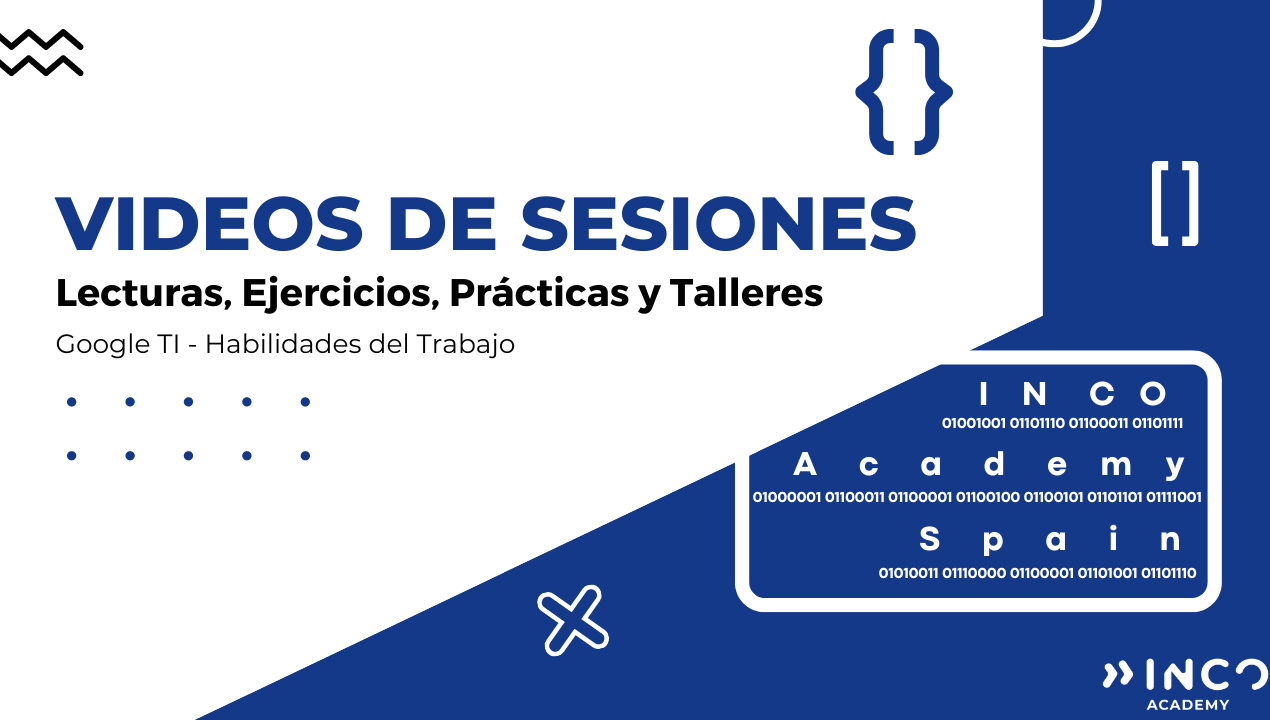 VIDEOS DE SESIONES
Lecturas, Ejercicios, Prácticas y Talleres
Google TI - Habilidades del Trabajo
{ }
[ ]
I N C O
01001001 01101110 01100011 01101111
A c a d e m y
01000001 01100011 01100001 01100100 01100101 01101101 01111001
S p a i n
01010011 01110000 01100001 01101001 01101110
INCO
ACADEMY